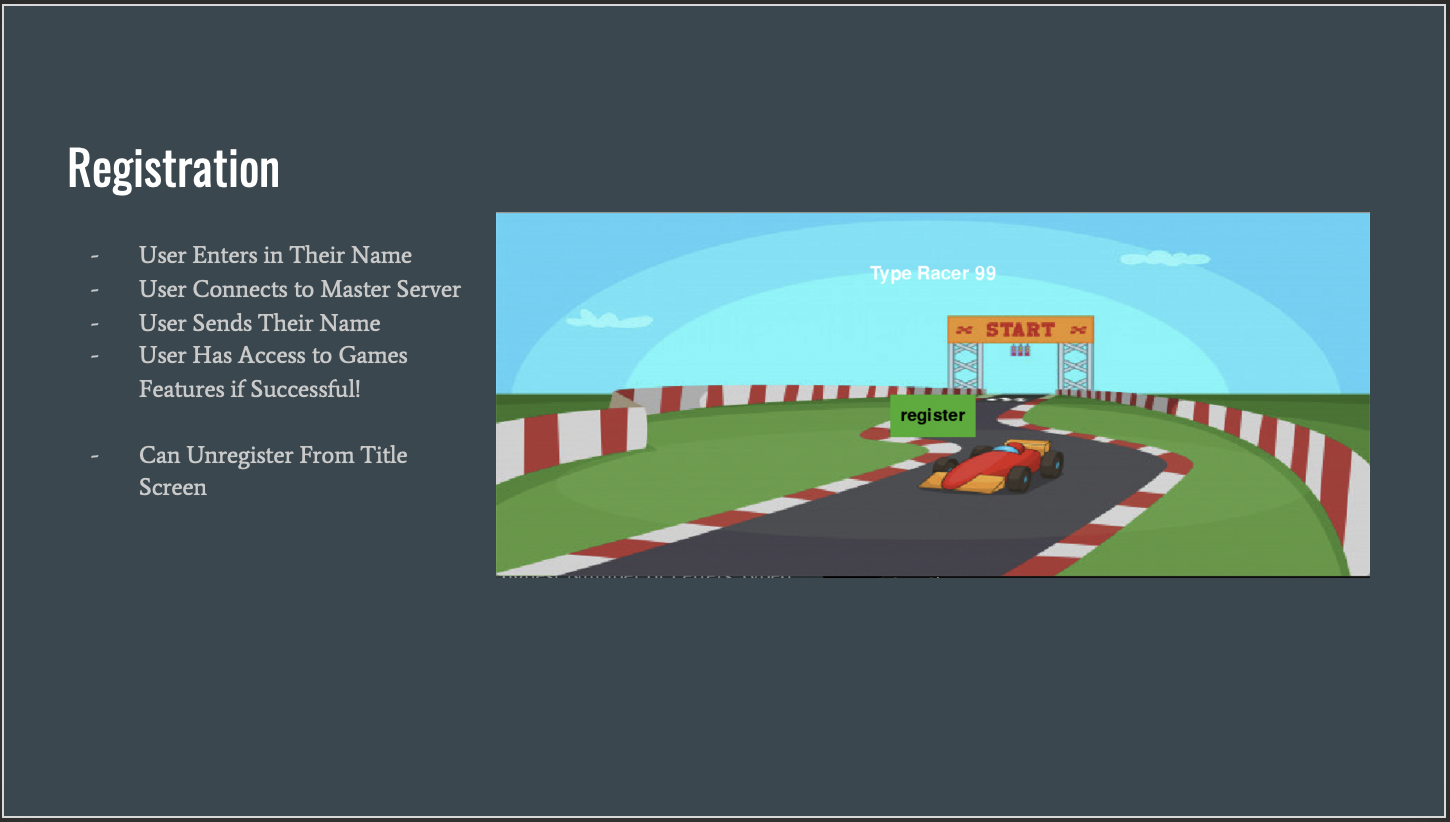 Registration
- User Enters in Their Name
- User Connects to Master Server
- User Sends Their Name
- User Has Access to Games
Features if Successful!
- Can Unregister From Title
Screen
Type Racer 99
START
register